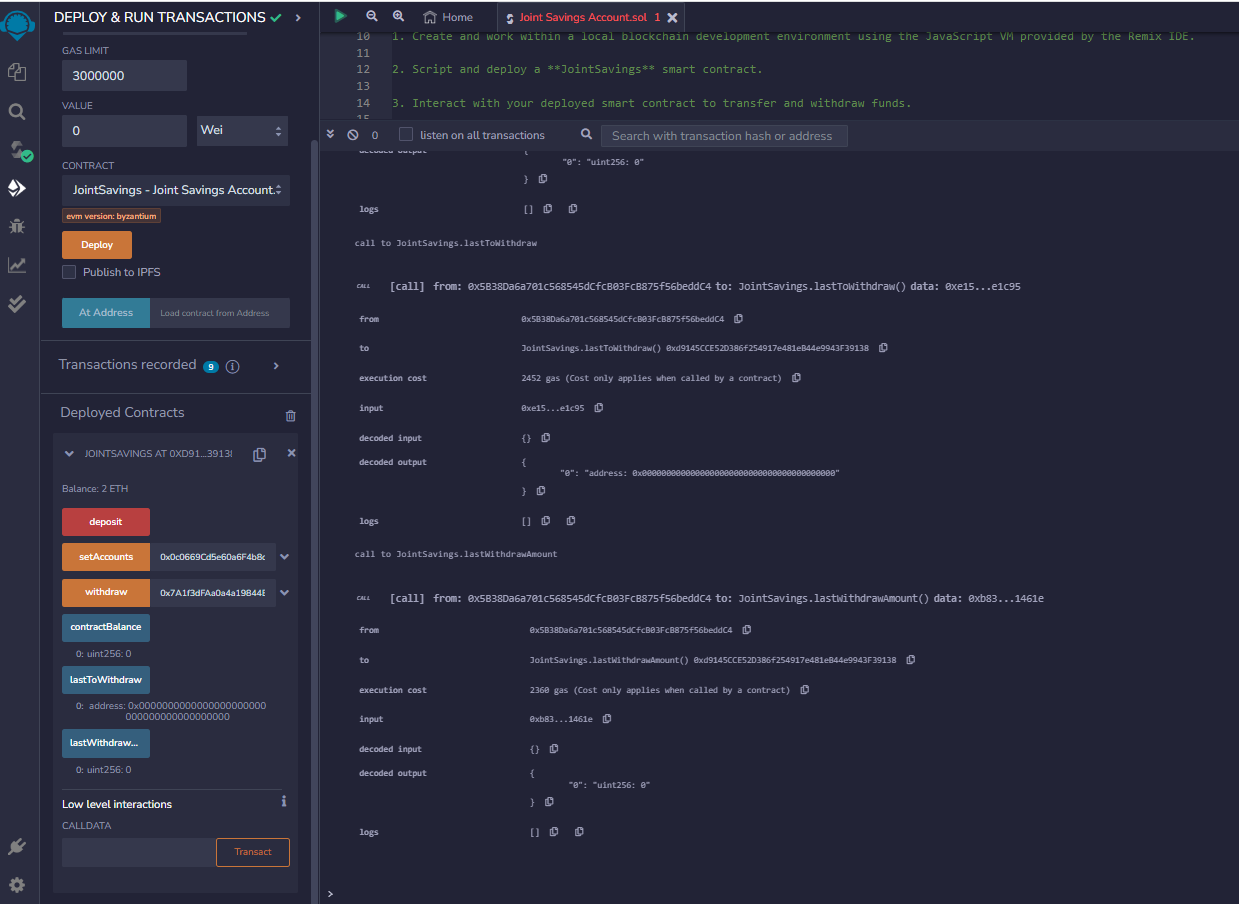 DEPLOY & RUN TRANSACTIONS
GAS LIMIT
3000000
VALUE
0
Wei
CONTRACT
JointSavings - Joint Savings Account.
evm version: byzantium
Deploy
Publish to IPFS
At Address
Load contract from Address
Transactions recorded 9 i
Deployed Contracts
JOINTSAVINGS AT 0XD91...39138
Balance: 2 ETH
deposit
setAccounts 0x0c0669Cd5e60a6F4b8c
withdraw 0x7A1f3dFAa0a4a19844E
contractBalance
0: uint256: 0
lastToWithdraw
0: address: 0x00000000000000000000000
00000000000000000
lastWithdraw...
0: uint256: 0
Low level interactions
CALLDATA
Transact
Home
Joint Savings Account.sol 1
10 1. Create and work within a local blockchain development environment using the JavaScript VM provided by the Remix IDE.
11
12 2. Script and deploy a **JointSavings** smart contract.
13
14 3. Interact with your deployed smart contract to transfer and withdraw funds.
15
0 listen on all transactions
Search with transaction hash or address
decoded output {
"0": "uint256: 0"
}
logs []
call to JointSavings.lastToWithdraw
CALL [call] from: 0x5B38Da6a701c568545dCfcB03FcB875f56beddC4 to: JointSavings.lastToWithdraw() data: 0xe15...e1c95
from 0x5B38Da6a701c568545dCfcB03FcB875f56beddC4
to JointSavings.lastToWithdraw() 0xd9145CCE52D386f254917e481eB44e9943F39138
execution cost 2452 gas (Cost only applies when called by a contract)
input 0xe15...e1c95
decoded input {}
decoded output {
"0": "address: 0x0000000000000000000000000000000000000000"
}
logs []
call to JointSavings.lastWithdrawAmount
CALL [call] from: 0x5B38Da6a701c568545dCfcB03FcB875f56beddC4 to: JointSavings.lastWithdrawAmount() data: 0xb83...1461e
from 0x5B38Da6a701c568545dCfcB03FcB875f56beddC4
to JointSavings.lastWithdrawAmount() 0xd9145CCE52D386f254917e481eB44e9943F39138
execution cost 2360 gas (Cost only applies when called by a contract)
input 0xb83...1461e
decoded input {}
decoded output {
"0": "uint256: 0"
}
logs []
>